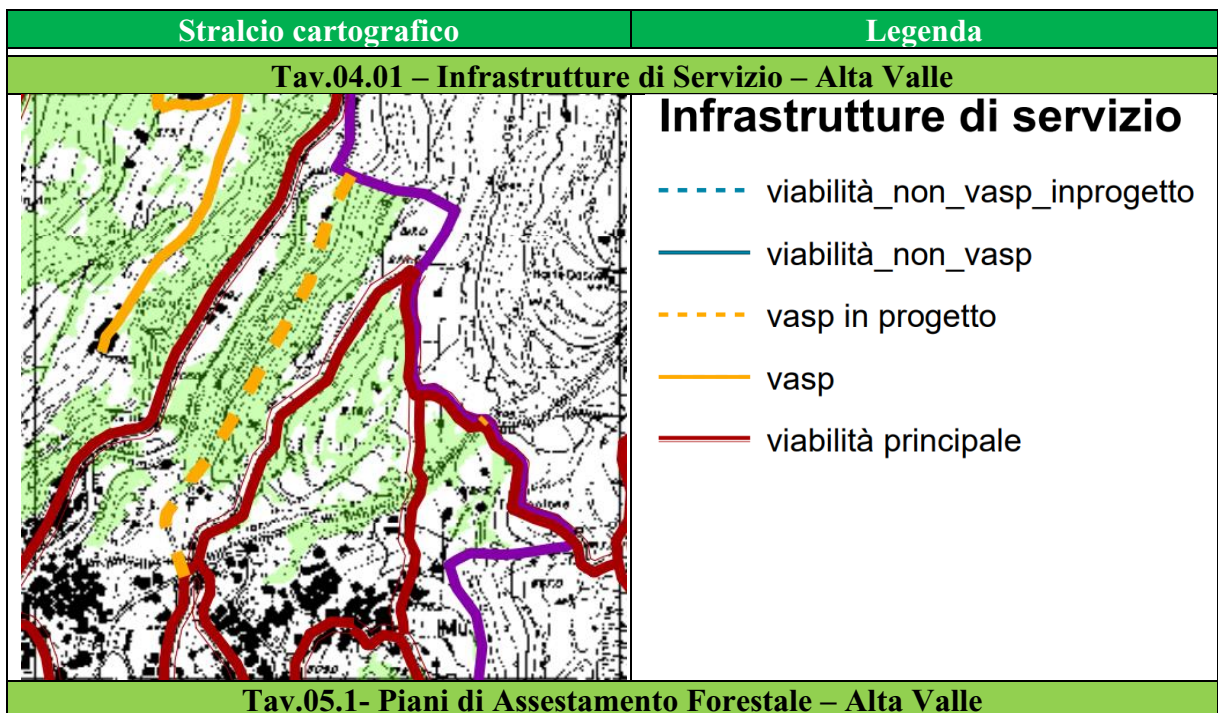 Stralcio cartografico
Legenda
Tav.04.01 – Infrastrutture di Servizio – Alta Valle
Infrastrutture di servizio
viabilità_non_vasp_inprogetto
viabilità_non_vasp
vasp in progetto
vasp
viabilità principale
Tav.05.1- Piani di Assestamento Forestale – Alta Valle